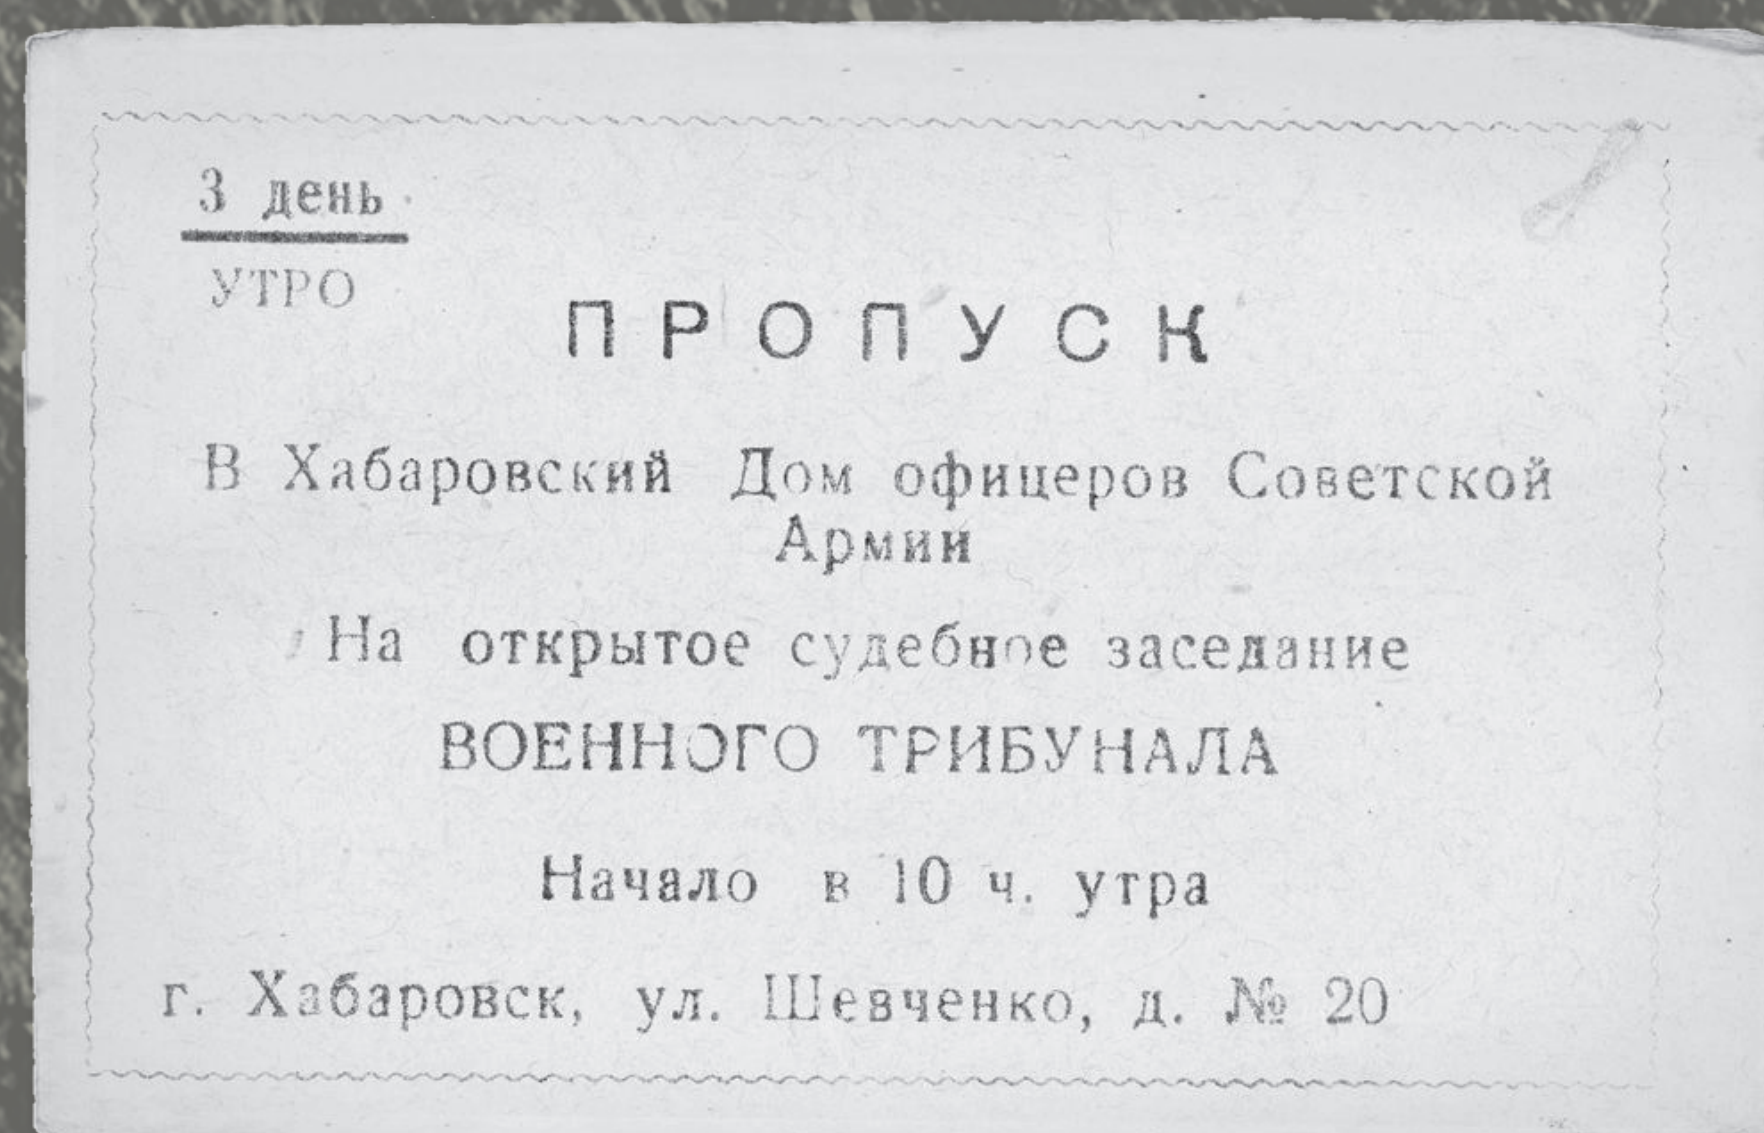 3 день
УТРО
ПРОПУСК
В Хабаровский Дом офицеров Советской
Армии
На открытое судебное заседание
ВОЕННОГО ТРИБУНАЛА
Начало в 10 ч. утра
г. Хабаровск, ул. Шевченко, д. № 20